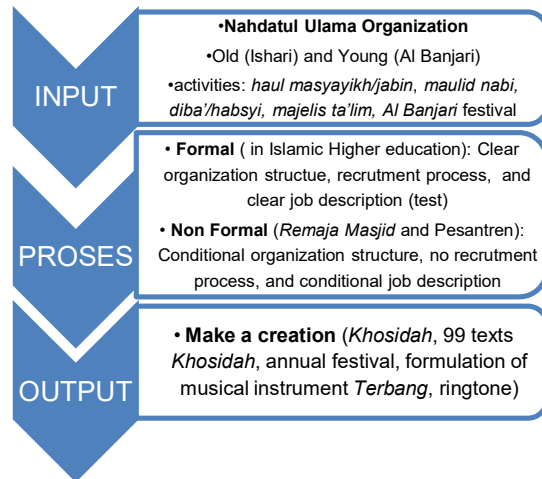 INPUT
•Nahdatul Ulama Organization
•Old (Ishari) and Young (Al Banjari)
•activities: haul masyayikh/jabin, maulid nabi,
diba'/habsyi, majelis ta'lim, Al Banjari festival
PROSES
• Formal ( in Islamic Higher education): Clear
organization structue, recrutment process, and
clear job description (test)
• Non Formal (Remaja Masjid and Pesantren):
Conditional organization structure, no recrutment
process, and conditional job description
OUTPUT
• Make a creation (Khosidah, 99 texts
Khosidah, annual festival, formulation of
musical instrument Terbang, ringtone)